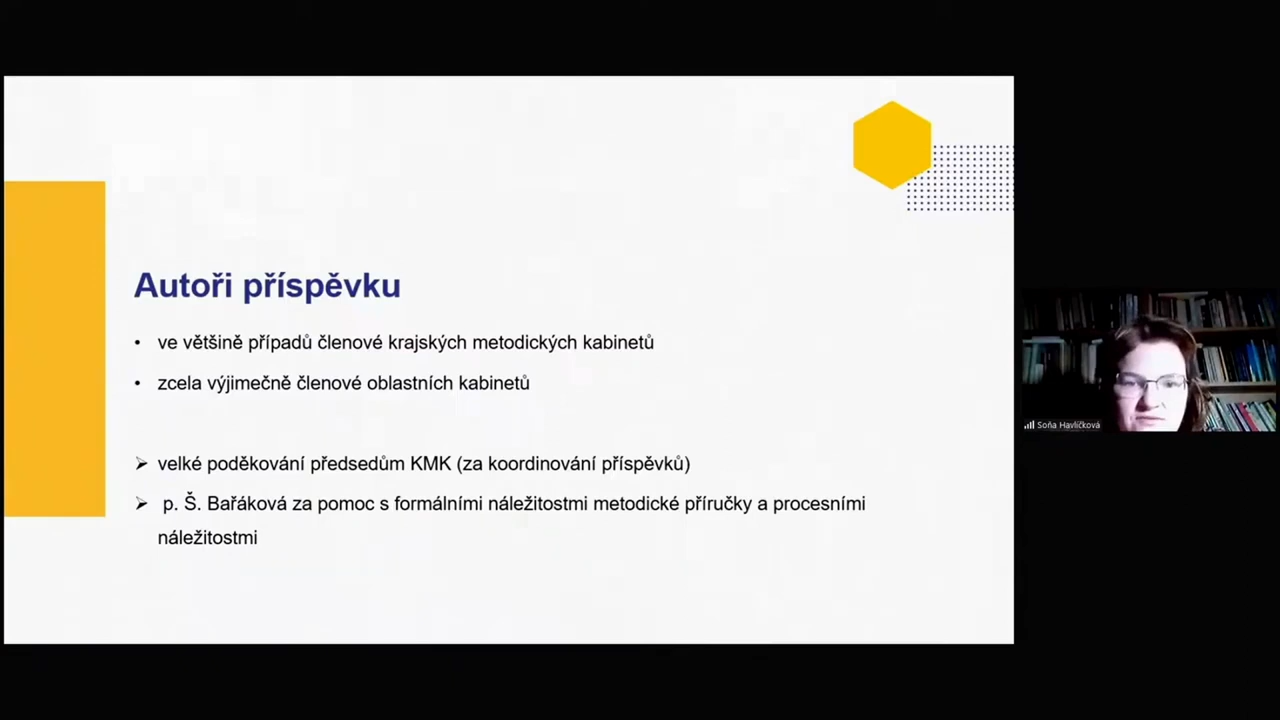 Autoři příspěvku
• ve většině případů členové krajských metodických kabinetů
• zcela výjimečně členové oblastních kabinetů
➢ velké poděkování předsedům KMK (za koordinování příspěvků)
➢ p. Š. Bařáková za pomoc s formálními náležitostmi metodické příručky a procesními
náležitostmi
Soňa Havlíčková